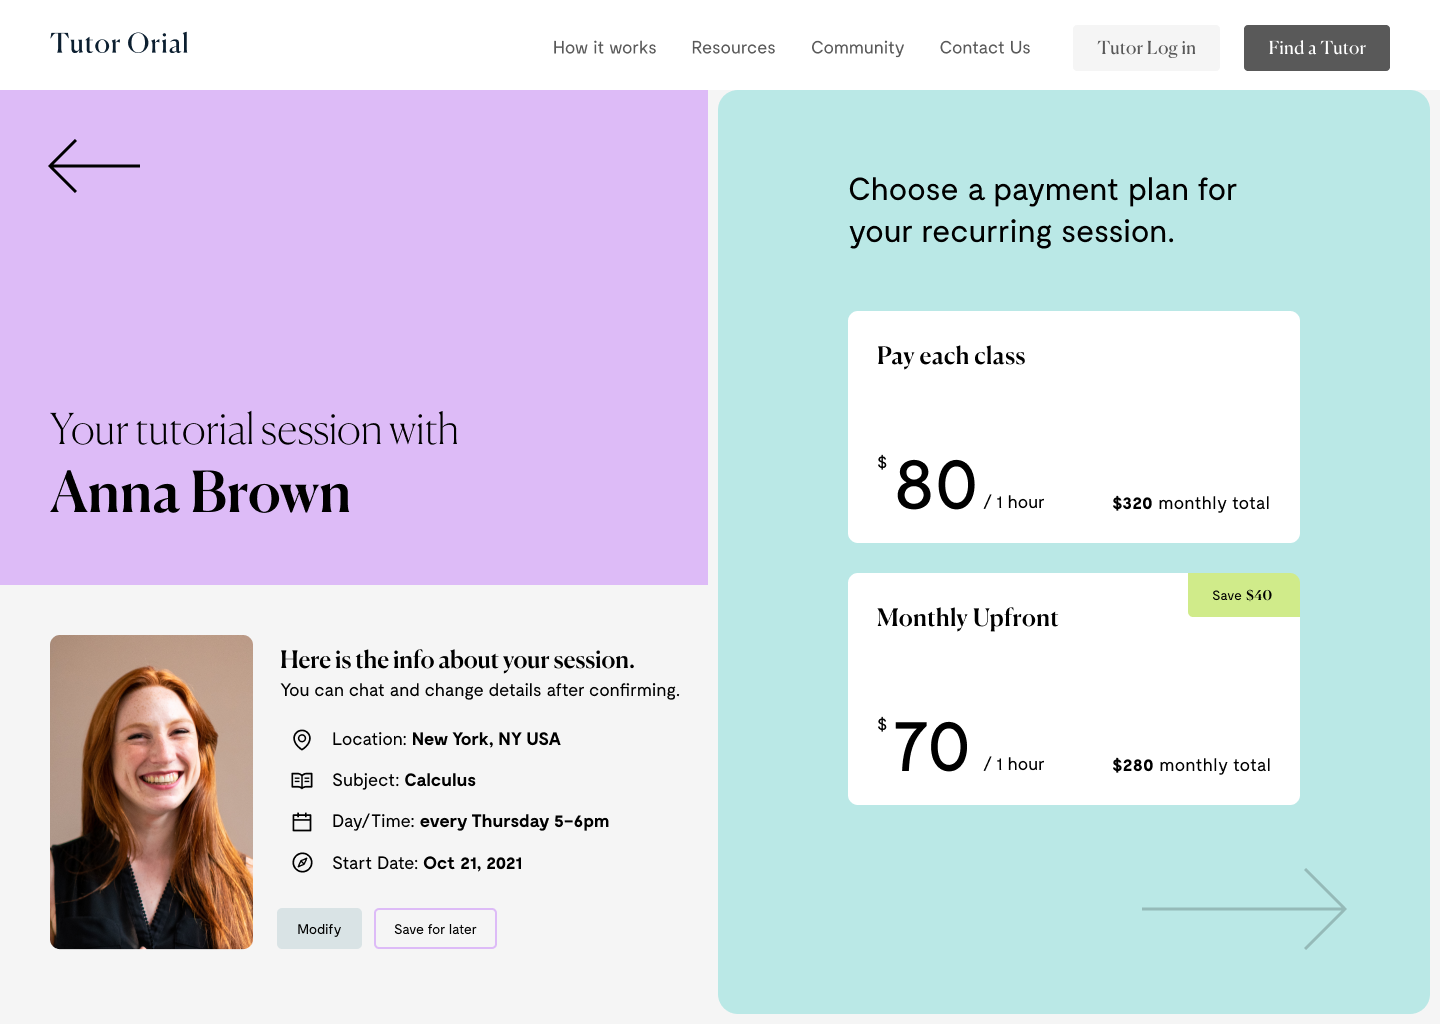 Tutor Orial
How it works
Resources
Community
Contact Us
Tutor Log in
Find a Tutor
Your tutorial session with
Anna Brown
Here is the info about your session.
You can chat and change details after confirming.
Location: New York, NY USA
Subject: Calculus
Day/Time: every Thursday 5–6pm
Start Date: Oct 21, 2021
Modify
Save for later
Choose a payment plan for
your recurring session.
Pay each class
$ 80 / 1 hour
$320 monthly total
Save $40
Monthly Upfront
$ 70 / 1 hour
$280 monthly total